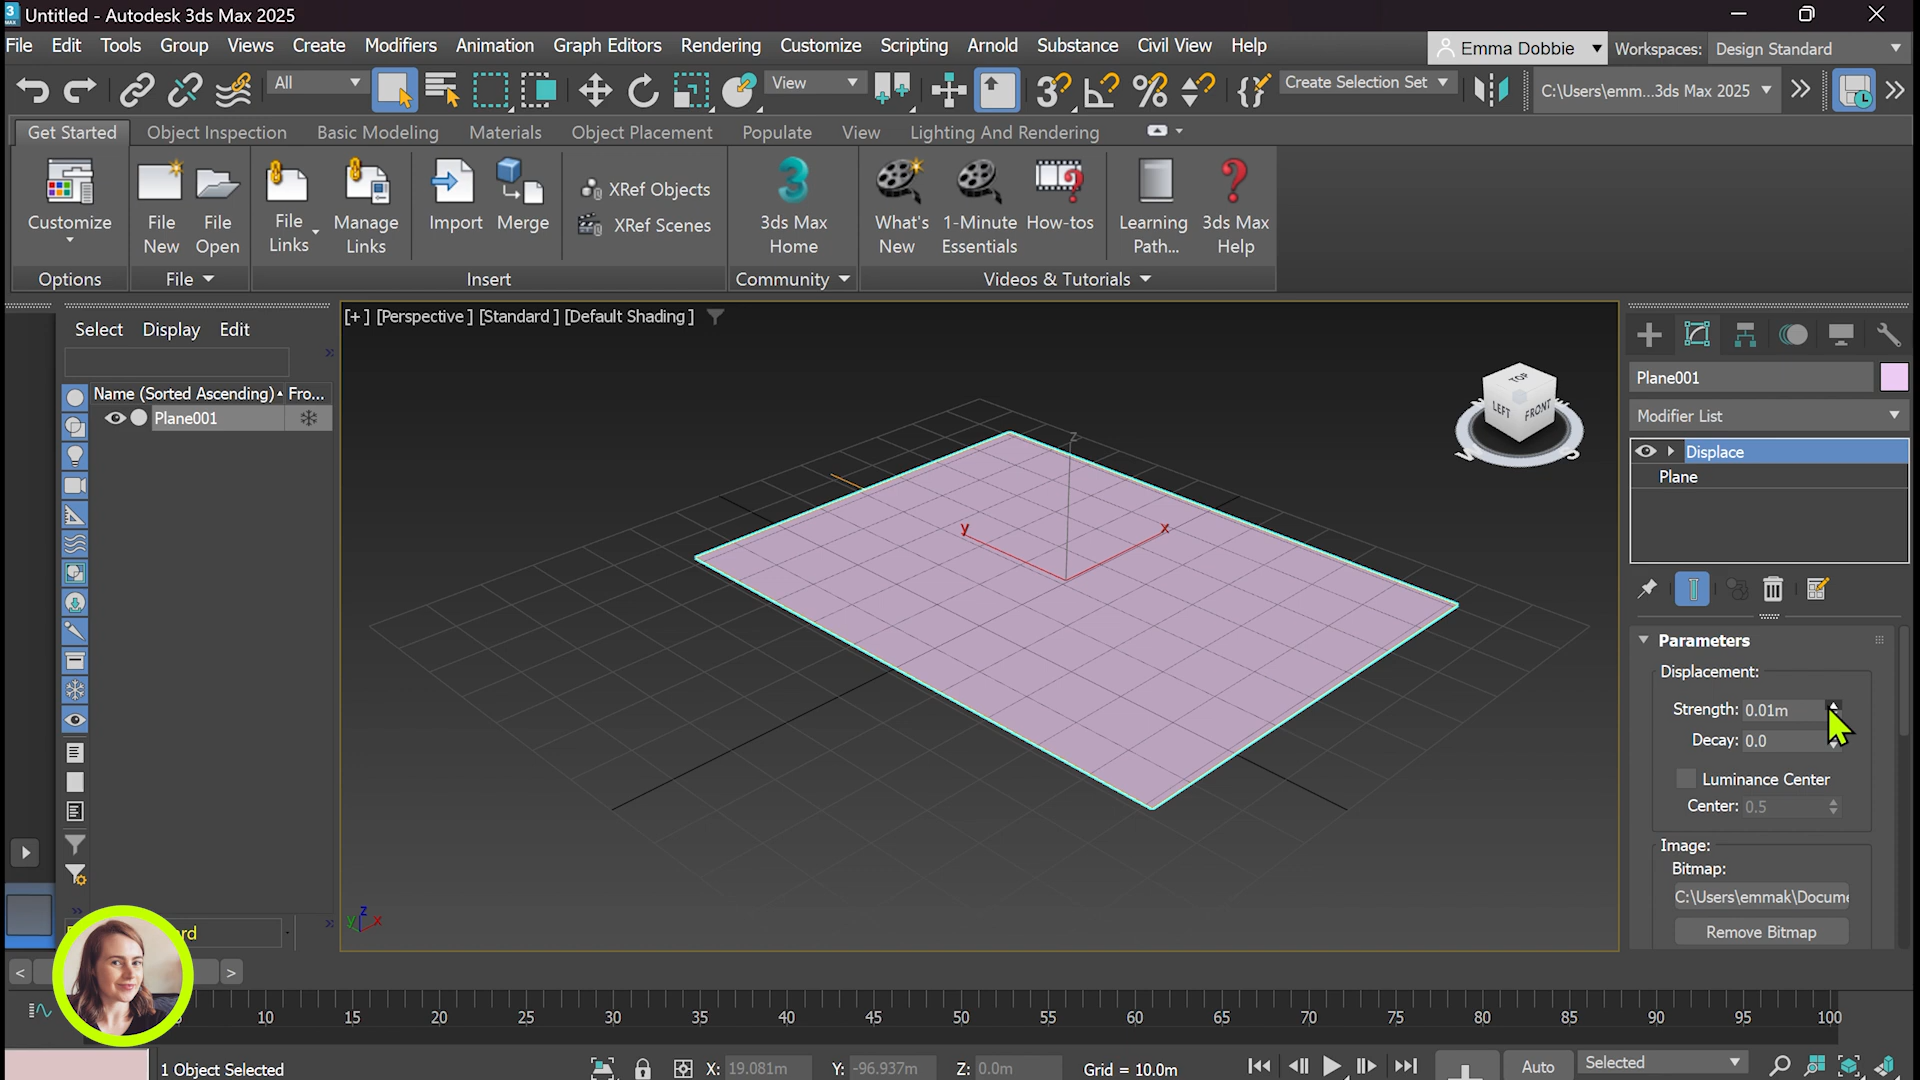 Untitled - Autodesk 3ds Max 2025
File Edit Tools Group Views Create Modifiers Animation Graph Editors Rendering Customize Scripting Arnold Substance Civil View Help
Emma Dobbie Workspaces: Design Standard
All View Create Selection Set C:\Users\emm...3ds Max 2025
Get Started Object Inspection Basic Modeling Materials Object Placement Populate View Lighting And Rendering
Customize
File New
File Open
File Links
Manage Links
Import
Merge
XRef Objects
XRef Scenes
3ds Max Home
What's New
1-Minute Essentials
How-tos
Learning Path...
3ds Max Help
Options File Insert Community Videos & Tutorials
Select Display Edit
Name (Sorted Ascending) Fro...
Plane001
[+] [Perspective] [Standard] [Default Shading]
TOP
LEFT FRONT
z
y x
Plane001
Modifier List
Displace
Plane
Parameters
Displacement:
Strength: 0.01m
Decay: 0.0
Luminance Center
Center: 0.5
Image:
Bitmap:
C:\Users\emmak\Docume
Remove Bitmap
z
y x
< >
10 15 20 25 30 35 40 45 50 55 60 65 70 75 80 85 90 95 100
1 Object Selected X: 19.081m Y: -96.937m Z: 0.0m Grid = 10.0m Auto Selected